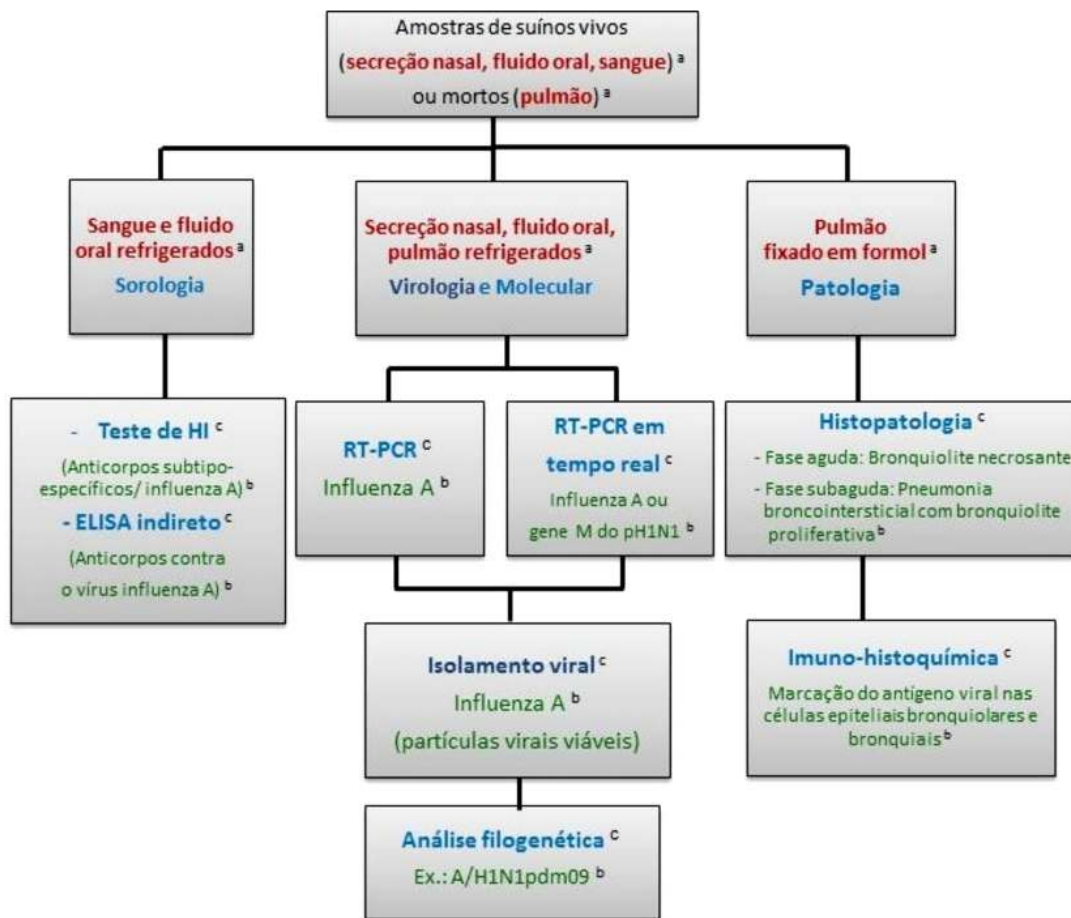 Amostras de suínos vivos
(secreção nasal, fluido oral, sangue) a
ou mortos (pulmão) a
Sangue e fluido
oral refrigerados a
Sorologia
Secreção nasal, fluido oral,
pulmão refrigerados a
Virologia e Molecular
Pulmão
fixado em formol a
Patologia
- Teste de HI c
(Anticorpos subtipo-
específicos/ influenza A) b
- ELISA indireto c
(Anticorpos contra
o vírus influenza A) b
RT-PCR c
Influenza A b
RT-PCR em
tempo real c
Influenza A ou
gene M do pH1N1 b
Histopatologia c
- Fase aguda: Bronquiolite necrosante
- Fase subaguda: Pneumonia
broncointersticial com bronquiolite
proliferativa b
Isolamento viral c
Influenza A b
(partículas virais viáveis)
Imuno-histoquímica c
Marcação do antígeno viral nas
células epiteliais bronquiolares e
bronquiais b
Análise filogenética c
Ex.: A/H1N1pdm09 b